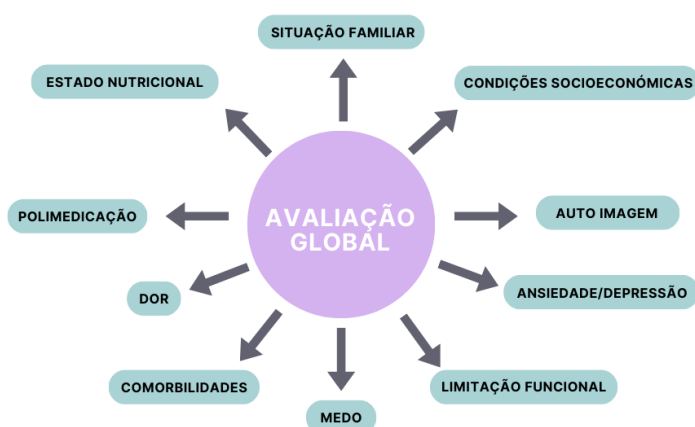 SITUAÇÃO FAMILIAR
ESTADO NUTRICIONAL
CONDIÇÕES SOCIOECONÓMICAS
POLIMEDICAÇÃO
AVALIAÇÃO
GLOBAL
AUTO IMAGEM
DOR
ANSIEDADE/DEPRESSÃO
COMORBILIDADES
LIMITAÇÃO FUNCIONAL
MEDO